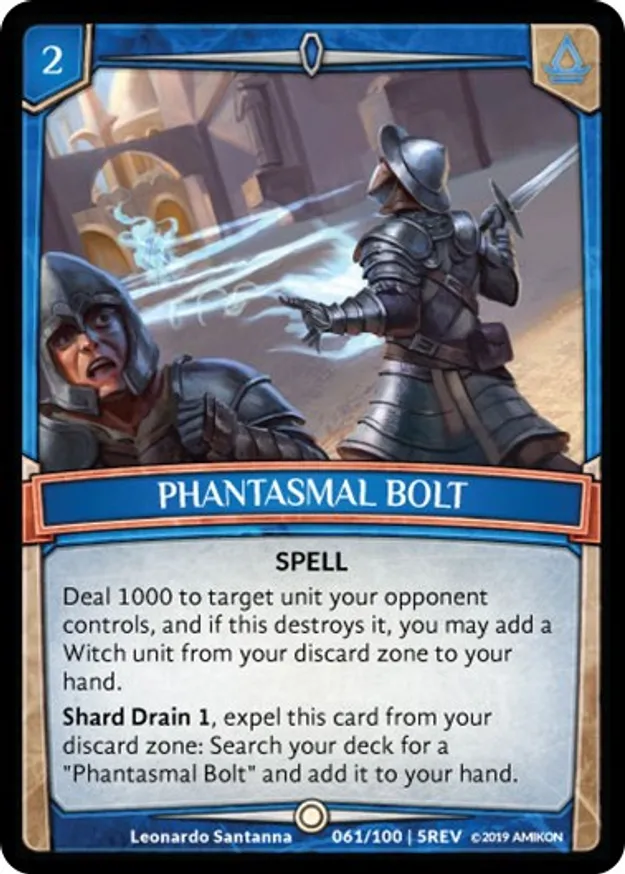 2
PHANTASMAL BOLT
SPELL
Deal 1000 to target unit your opponent
controls, and if this destroys it, you may add a
Witch unit from your discard zone to your
hand.
Shard Drain 1, expel this card from your
discard zone: Search your deck for a
"Phantasmal Bolt" and add it to your hand.
Leonardo Santanna 061/100 | 5REV ©2019 AMIKON